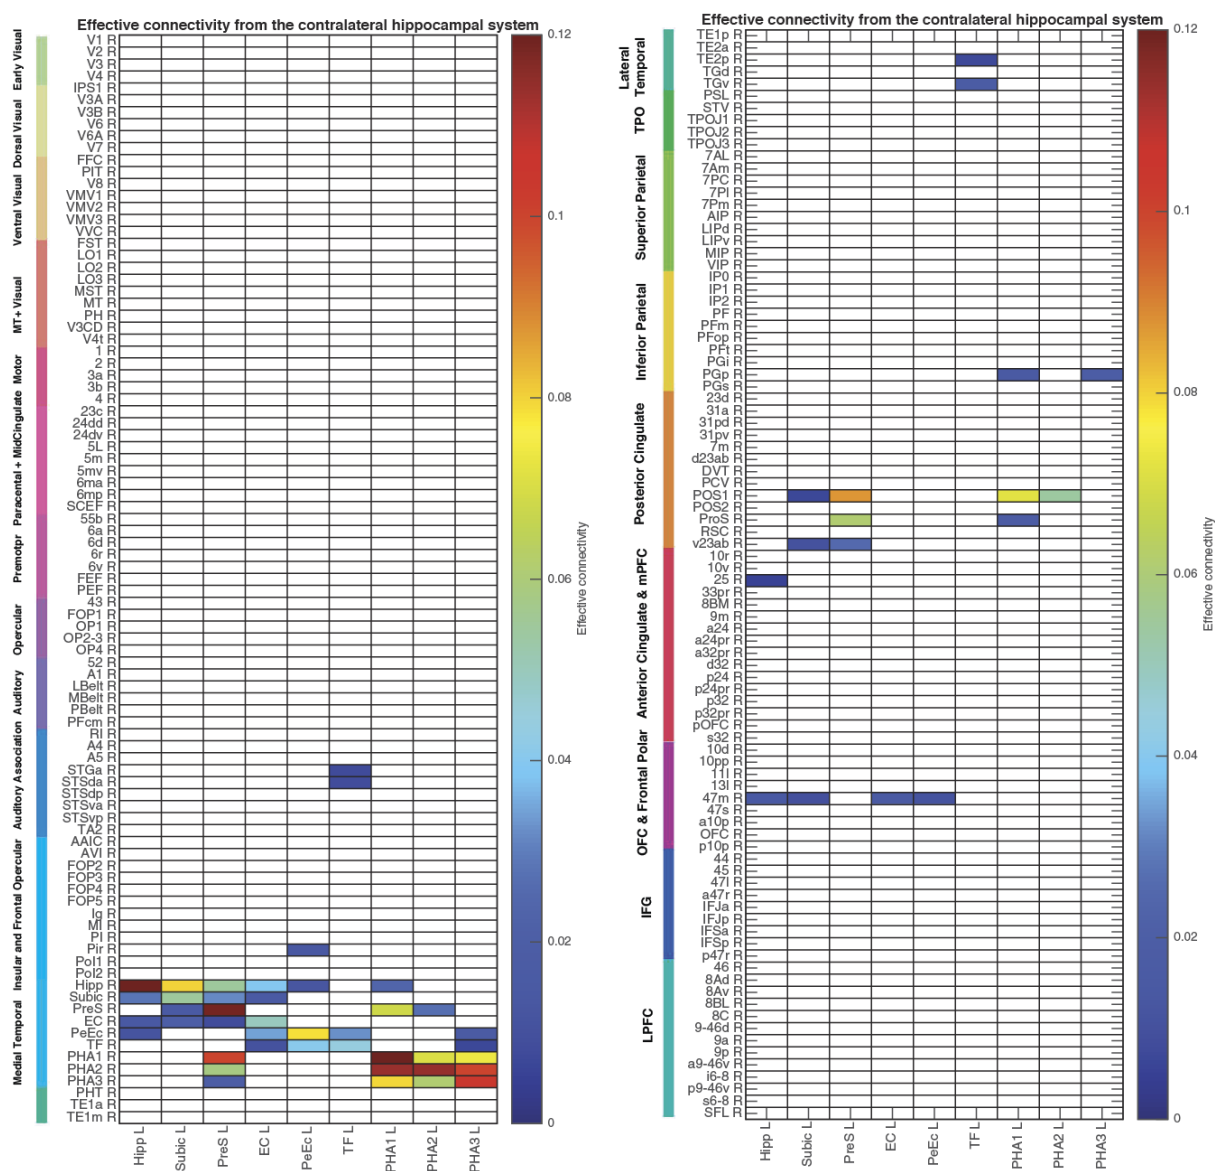 Effective connectivity from the contralateral hippocampal system
Early Visual
Dorsal Visual
Ventral Visual
MT+ Visual
Motor
Paracental + MidCingulate
Premotpr
Opercular
Auditory
Auditory Association
Insular and Frontal Opercular
Medial Temporal
V1 R
V2 R
V3 R
V4 R
IPS1 R
V3A R
V3B R
V6 R
V6A R
V7 R
FFC R
PIT R
V8 R
VMV1 R
VMV2 R
VMV3 R
VVC R
FST R
LO1 R
LO2 R
LO3 R
MST R
MT R
PH R
V3CD R
V4t R
1 R
2 R
3a R
3b R
4 R
23c R
24dd R
24dv R
5L R
5m R
5mv R
6ma R
6mp R
SCEF R
55b R
6a R
6d R
6r R
6v R
FEF R
PEF R
43 R
FOP1 R
OP1 R
OP2-3 R
OP4 R
52 R
A1 R
LBelt R
MBelt R
PBelt R
PFcm R
RI R
A4 R
A5 R
STGa R
STSda R
STSdp R
STSva R
STSvp R
TA2 R
AAIC R
AVI R
FOP2 R
FOP3 R
FOP4 R
FOP5 R
Ig R
MI R
PI R
Pir R
PoI1 R
PoI2 R
Hipp R
Subic R
PreS R
EC R
PeEc R
TF R
PHA1 R
PHA2 R
PHA3 R
PHT R
TE1a R
TE1m R
Hipp L
Subic L
PreS L
EC L
PeEc L
TF L
PHA1 L
PHA2 L
PHA3 L
0.12
0.1
0.08
0.06
0.04
0.02
0
Effective connectivity
Effective connectivity from the contralateral hippocampal system
Lateral
Temporal
TPO
Superior Parietal
Inferior Parietal
Posterior Cingulate
Anterior Cingulate & mPFC
OFC & Frontal Polar
IFG
LPFC
TE1p R
TE2a R
TE2p R
TGd R
TGv R
PSL R
STV R
TPOJ1 R
TPOJ2 R
TPOJ3 R
7AL R
7Am R
7PC R
7Pl R
7Pm R
AIP R
LIPd R
LIPv R
MIP R
VIP R
IP0 R
IP1 R
IP2 R
PF R
PFm R
PFop R
PFt R
PGi R
PGp R
PGs R
23d R
31a R
31pd R
31pv R
7m R
d23ab R
DVT R
PCV R
POS1 R
POS2 R
ProS R
RSC R
v23ab R
10r R
10v R
25 R
33pr R
8BM R
9m R
a24 R
a24pr R
a32pr R
d32 R
p24 R
p24pr R
p32 R
p32pr R
pOFC R
s32 R
10d R
10pp R
11l R
13l R
47m R
47s R
a10p R
OFC R
p10p R
44 R
45 R
47l R
a47r R
IFJa R
IFJp R
IFSa R
IFSp R
p47r R
46 R
8Ad R
8Av R
8BL R
8C R
9-46d R
9a R
9p R
a9-46v R
i6-8 R
p9-46v R
s6-8 R
SFL R
Hipp L
Subic L
PreS L
EC L
PeEc L
TF L
PHA1 L
PHA2 L
PHA3 L
0.12
0.1
0.08
0.06
0.04
0.02
0
Effective connectivity